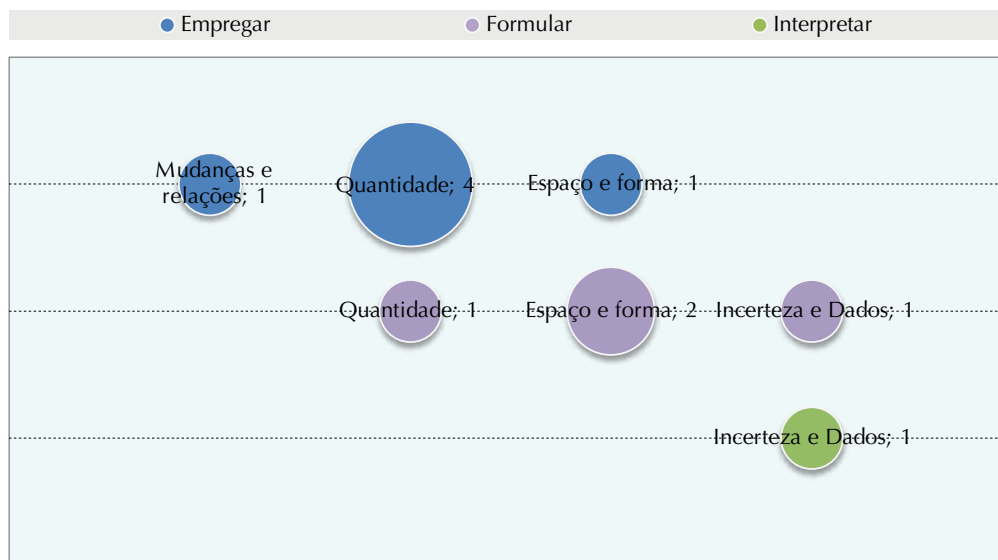 Empregar Formular Interpretar
Mudanças e
relações; 1
Quantidade; 4
Espaço e forma; 1
Quantidade; 1
Espaço e forma; 2
Incerteza e Dados; 1
Incerteza e Dados; 1